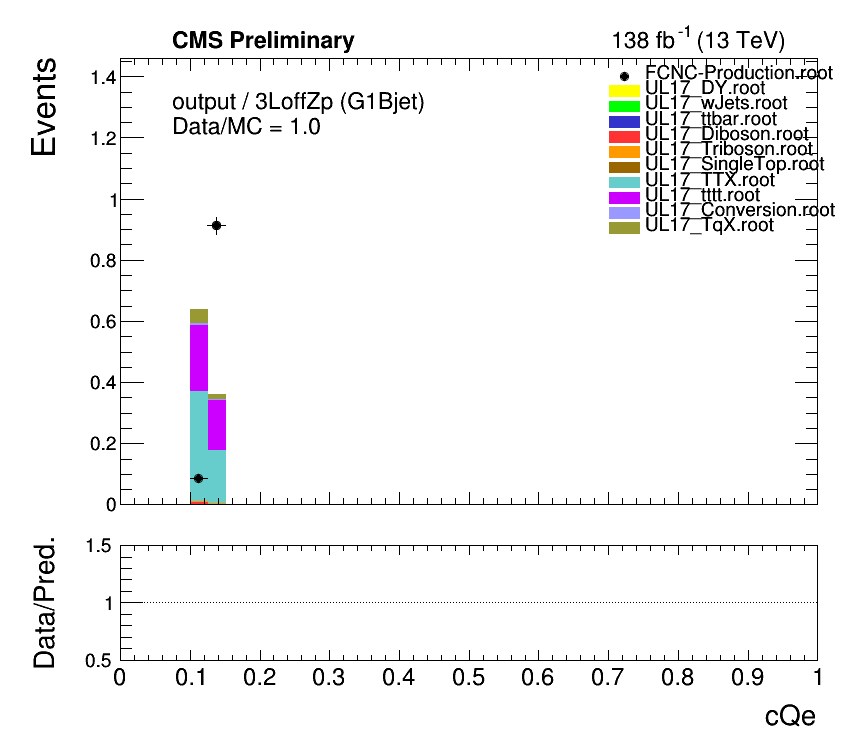 CMS Preliminary
138 fb-1 (13 TeV)
Events
output / 3LoffZp (G1Bjet)
Data/MC = 1.0
FCNC-Production.root
UL17_DY.root
UL17_wJets.root
UL17_ttbar.root
UL17_Diboson.root
UL17_Triboson.root
UL17_SingleTop.root
UL17_TTX.root
UL17_tttt.root
UL17_Conversion.root
UL17_TqX.root
1.4
1.2
1
0.8
0.6
0.4
0.2
0
Data/Pred.
1.5
1
0.5
0 0.1 0.2 0.3 0.4 0.5 0.6 0.7 0.8 0.9 1
cQe